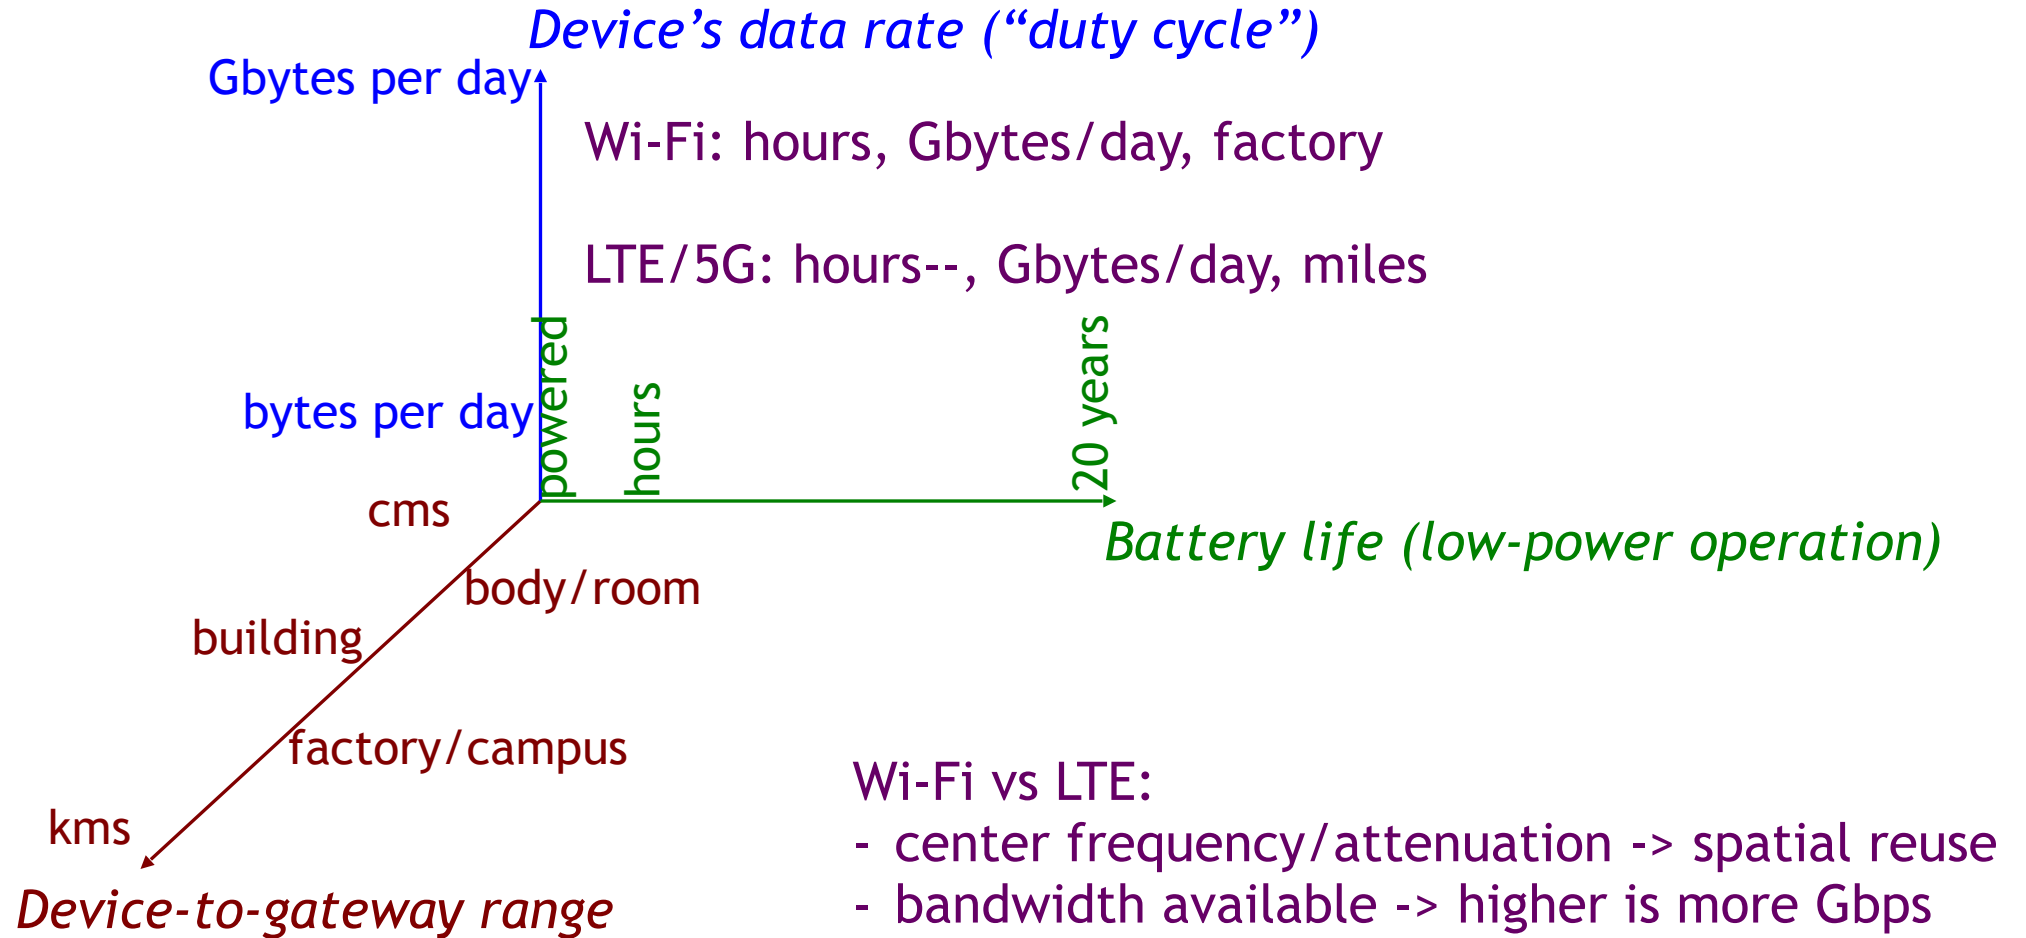 Device’s data rate (“duty cycle”)
Gbytes per day
Wi-Fi: hours, Gbytes/day, factory
LTE/5G: hours--, Gbytes/day, miles
powered
hours
20 years
bytes per day
cms
Battery life (low-power operation)
body/room
building
factory/campus
kms
Device-to-gateway range
Wi-Fi vs LTE:
- center frequency/attenuation -> spatial reuse
- bandwidth available -> higher is more Gbps